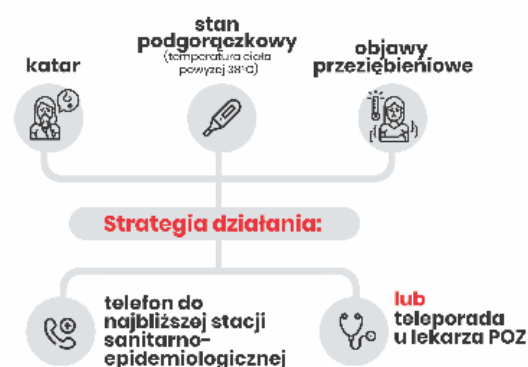 katar
stan
podgorączkowy
(temperatura ciała
powyżej 38°C)
objawy
przeziębieniowe
Strategia działania:
telefon do
najbliższej stacji
sanitarno-
epidemiologicznej
lub
teleporada
u lekarza POZ